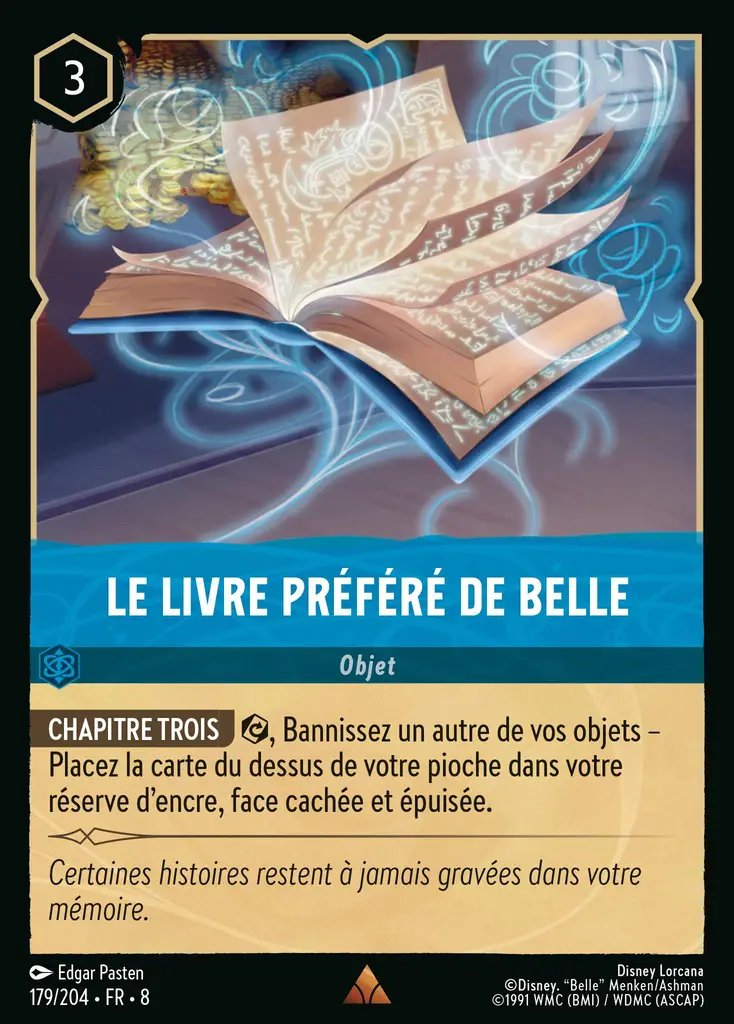 3
LE LIVRE PRÉFÉRÉ DE BELLE
Objet
CHAPITRE TROIS , Bannissez un autre de vos objets –
Placez la carte du dessus de votre pioche dans votre
réserve d’encre, face cachée et épuisée.
Certaines histoires restent à jamais gravées dans votre
mémoire.
Edgar Pasten
179/204 • FR • 8
Disney Lorcana
©Disney. “Belle” Menken/Ashman
©1991 WMC (BMI) / WDMC (ASCAP)